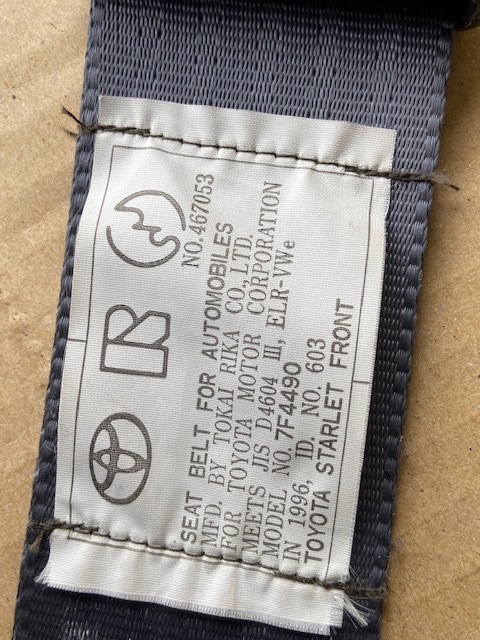 NO.467053
SEAT BELT FOR AUTOMOBILES
MFD. BY TOKAI RIKA CO., LTD.
FOR TOYOTA MOTOR CORPORATION
MEETS JIS D4604 III, ELR-VWe
MODEL NO. 7F4490
IN 1996, ID. NO. 603
TOYOTA STARLET FRONT